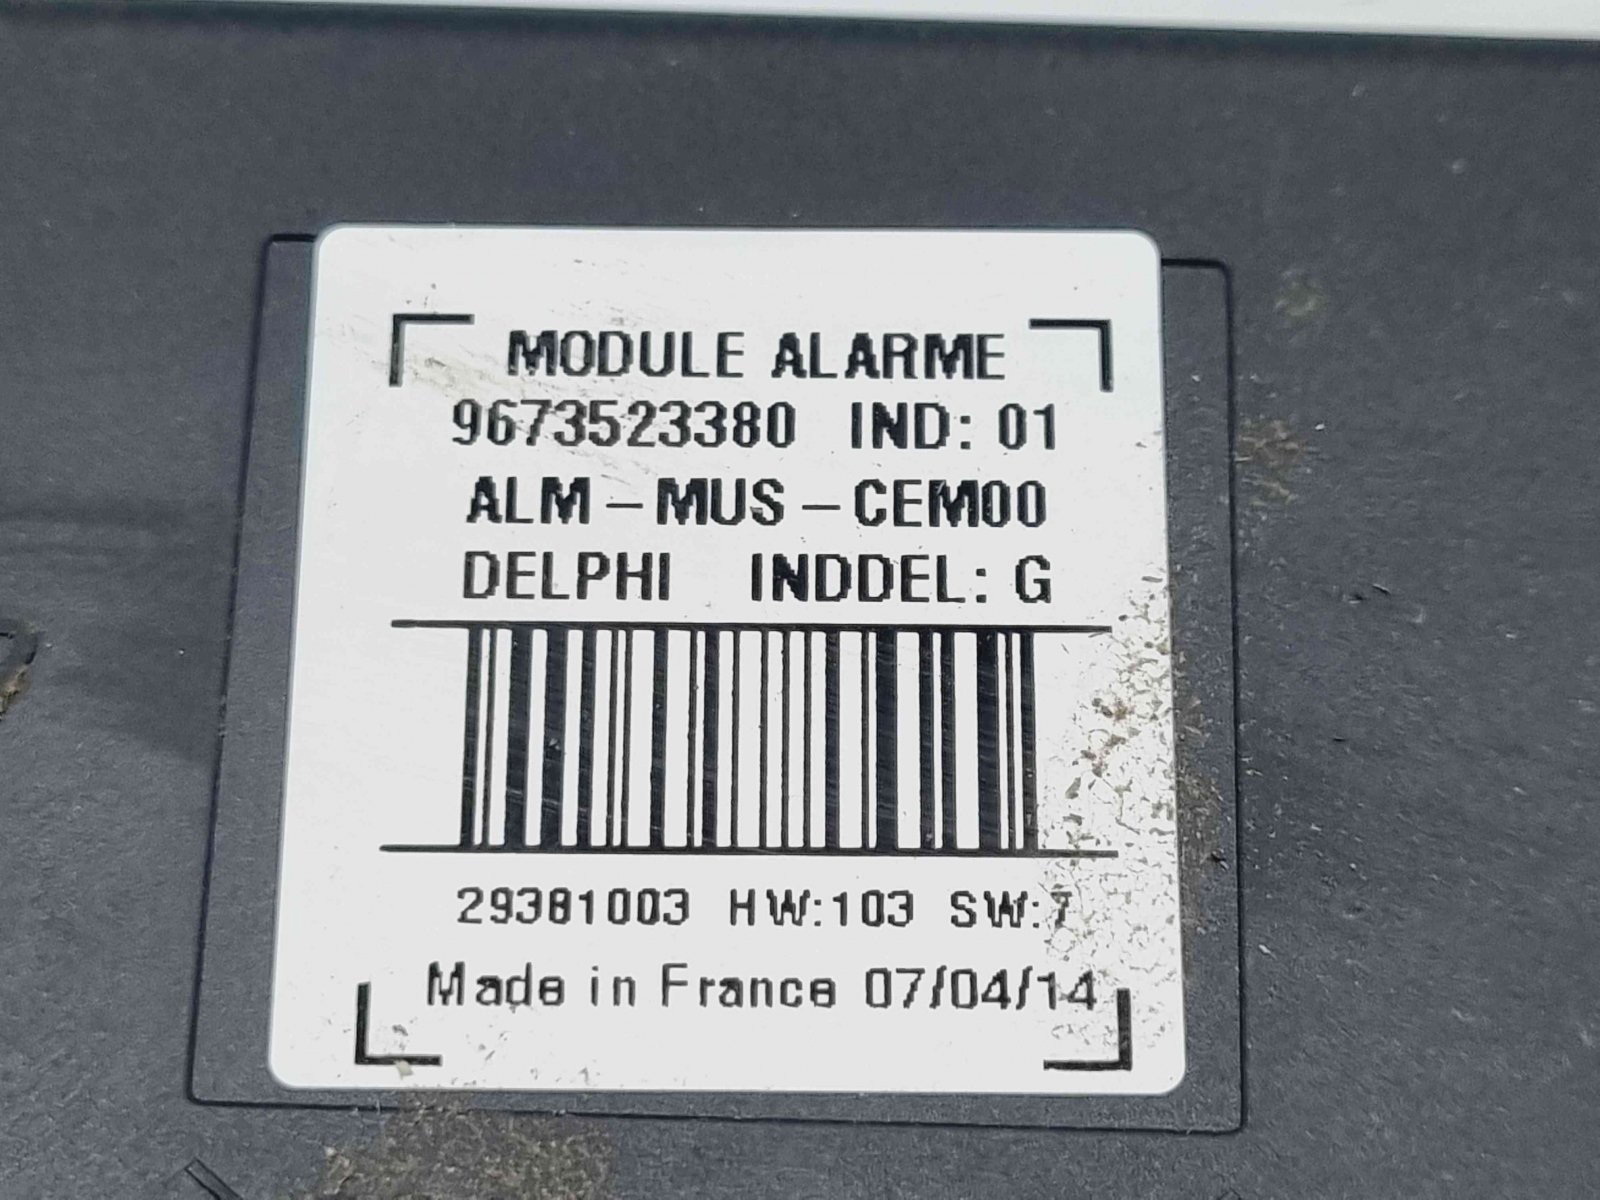 MODULE ALARME
9673523380 IND: 01
ALM-MUS-CEM00
DELPHI INDDEL: G
29381003 HW:103 SW:7
Made in France 07/04/14